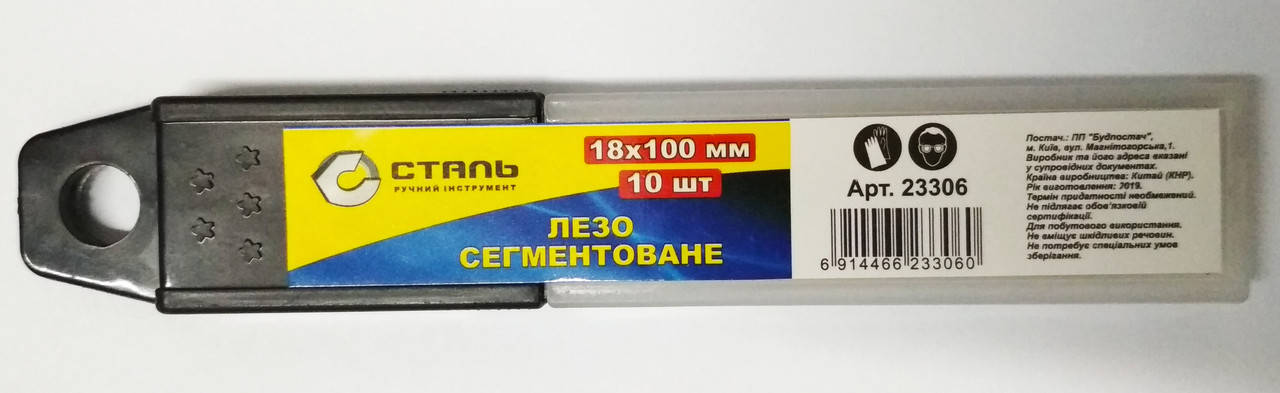 СТАЛЬ
РУЧНИЙ ІНСТРУМЕНТ
18х100 мм
10 шт
ЛЕЗО
СЕГМЕНТОВАНЕ
Арт. 23306
6 914466 233060
Постач.: ПП "Будпостач",
м. Київ, вул. Магнітогорська,1.
Виробник та його адреса вказані
у супровідних документах.
Країна виробництва: Китай (КНР).
Рік виготовлення: 2019.
Термін придатності необмежений.
Не підлягає обов'язковій
сертифікації.
Для побутового використання.
Не вміщує шкідливих речовин.
Не потребує спеціальних умов
зберігання.